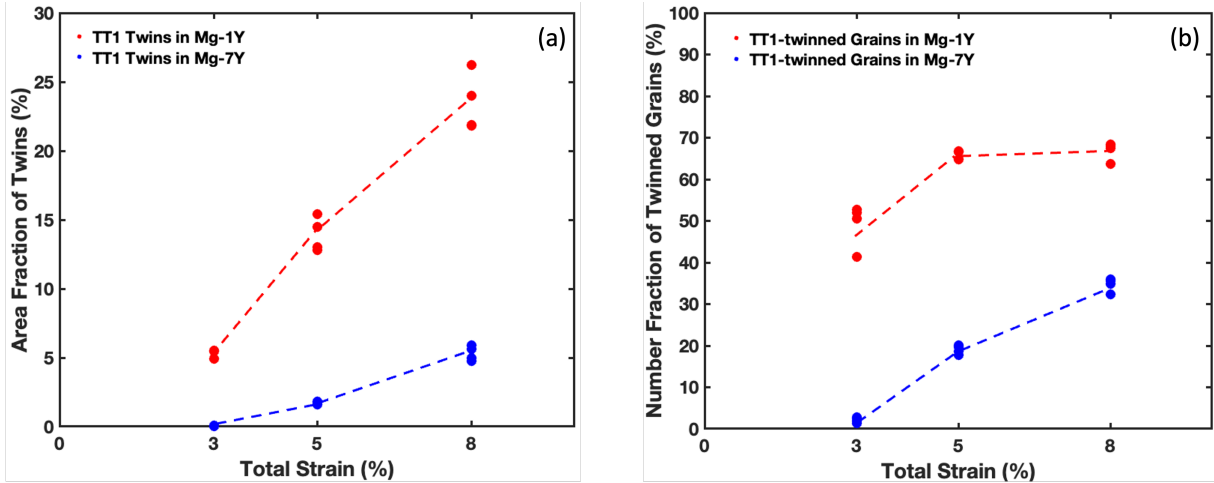 (a)
TT1 Twins in Mg-1Y
TT1 Twins in Mg-7Y
Area Fraction of Twins (%)
30
25
20
15
10
5
0
0 3 5 8
Total Strain (%)
(b)
TT1-twinned Grains in Mg-1Y
TT1-twinned Grains in Mg-7Y
Number Fraction of Twinned Grains (%)
100
90
80
70
60
50
40
30
20
10
0
0 3 5 8
Total Strain (%)